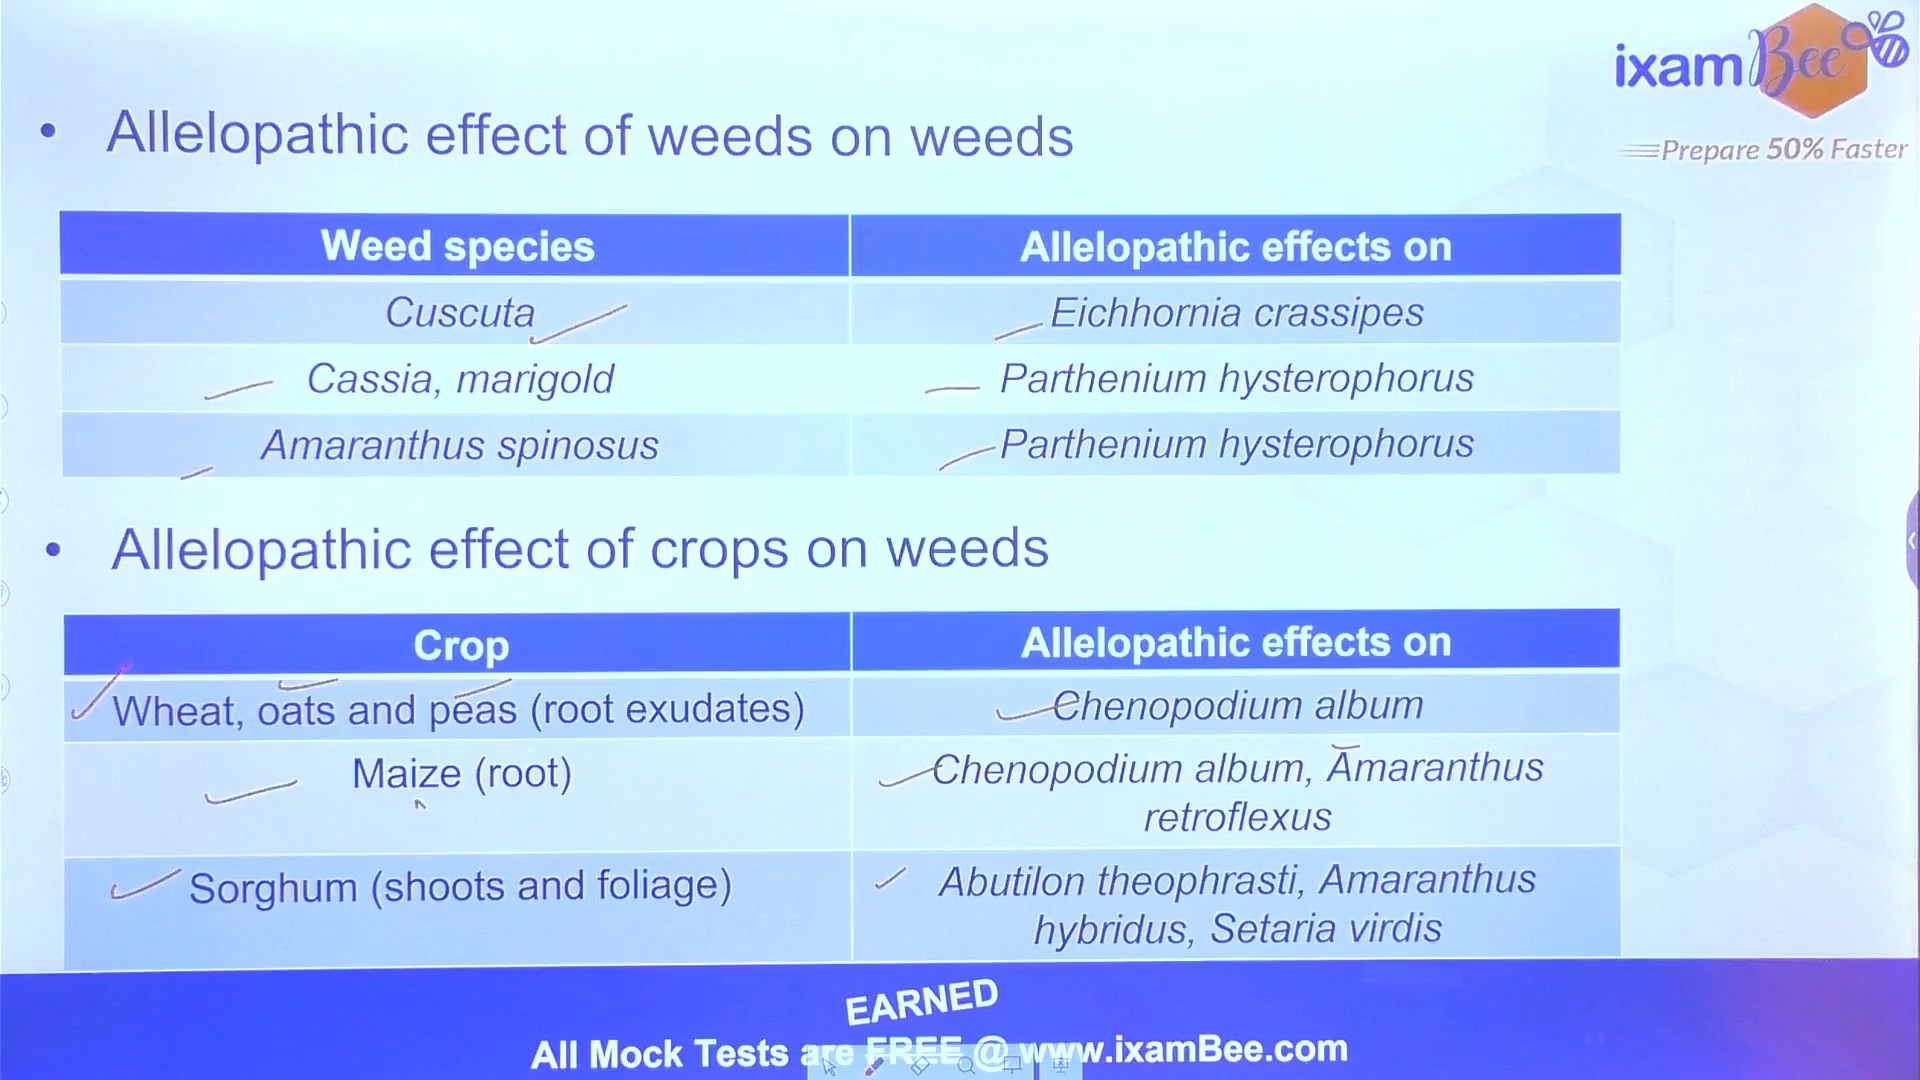 ixamBee
Prepare 50% Faster
• Allelopathic effect of weeds on weeds
Weed species Allelopathic effects on
Cuscuta Eichhornia crassipes
Cassia, marigold Parthenium hysterophorus
Amaranthus spinosus Parthenium hysterophorus
• Allelopathic effect of crops on weeds
Crop Allelopathic effects on
Wheat, oats and peas (root exudates) Chenopodium album
Maize (root) Chenopodium album, Amaranthus
retroflexus
Sorghum (shoots and foliage) Abutilon theophrasti, Amaranthus
hybridus, Setaria virdis
EARNED
All Mock Tests are FREE @ www.ixamBee.com